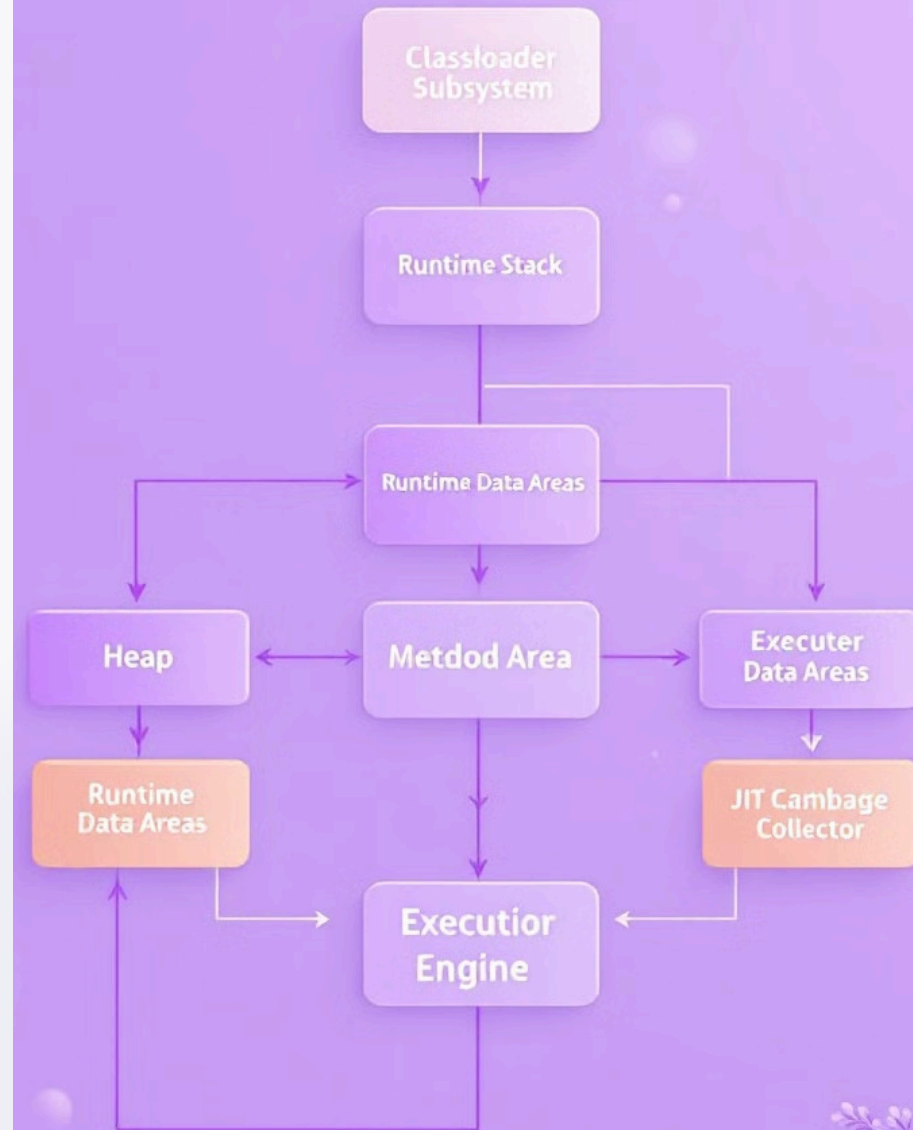 Classloader
Subsystem
Runtime Stack
Runtime Data Areas
Heap
Metdod Area
Executer
Data Areas
Runtime
Data Areas
JIT Cambage
Collector
Executior
Engine